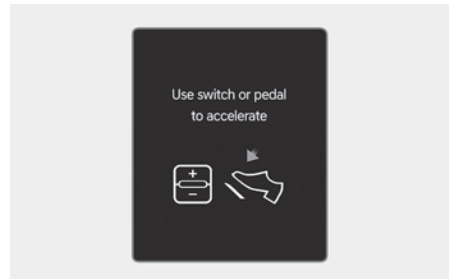 Use switch or pedal
to accelerate
+
−